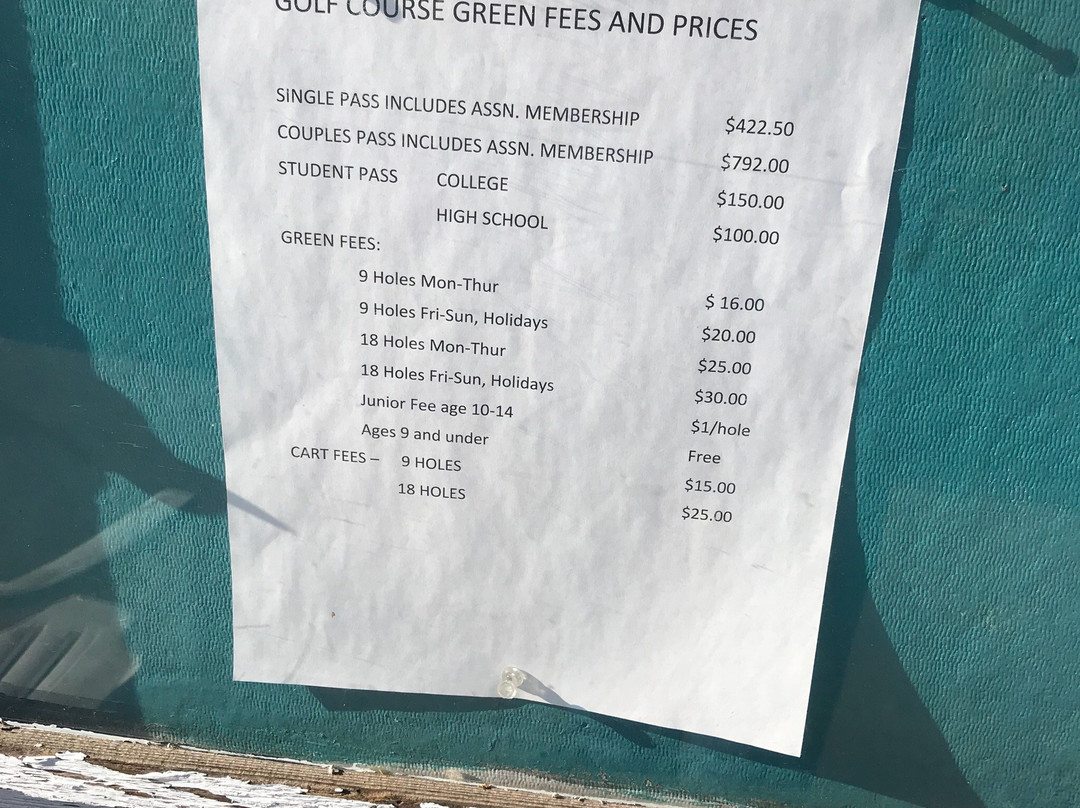 GOLF COURSE GREEN FEES AND PRICES
SINGLE PASS INCLUDES ASSN. MEMBERSHIP $422.50
COUPLES PASS INCLUDES ASSN. MEMBERSHIP $792.00
STUDENT PASS COLLEGE $150.00
HIGH SCHOOL $100.00
GREEN FEES:
9 Holes Mon-Thur $ 16.00
9 Holes Fri-Sun, Holidays $20.00
18 Holes Mon-Thur $25.00
18 Holes Fri-Sun, Holidays $30.00
Junior Fee age 10-14 $1/hole
Ages 9 and under Free
CART FEES – 9 HOLES $15.00
18 HOLES $25.00